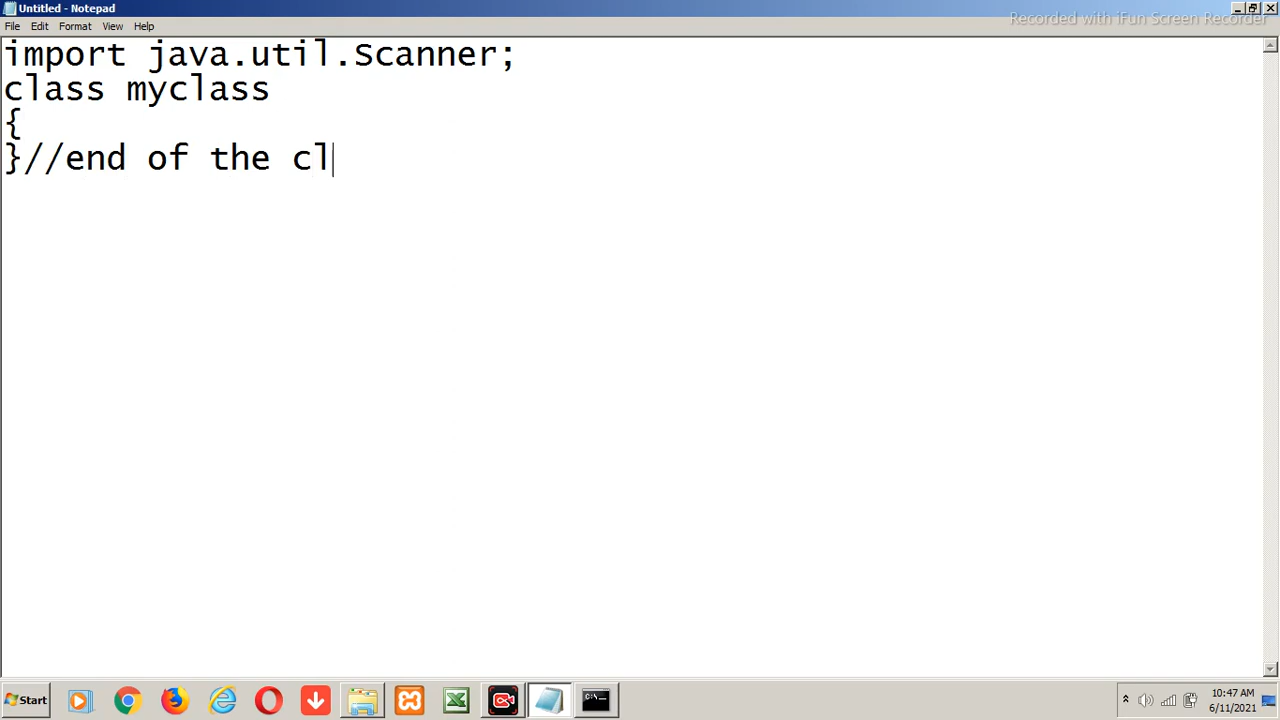 Untitled - Notepad
File Edit Format View Help
Recorded with iFun Screen Recorder
import java.util.Scanner;
class myclass
{
}//end of the cl
Start
10:47 AM
6/11/2021